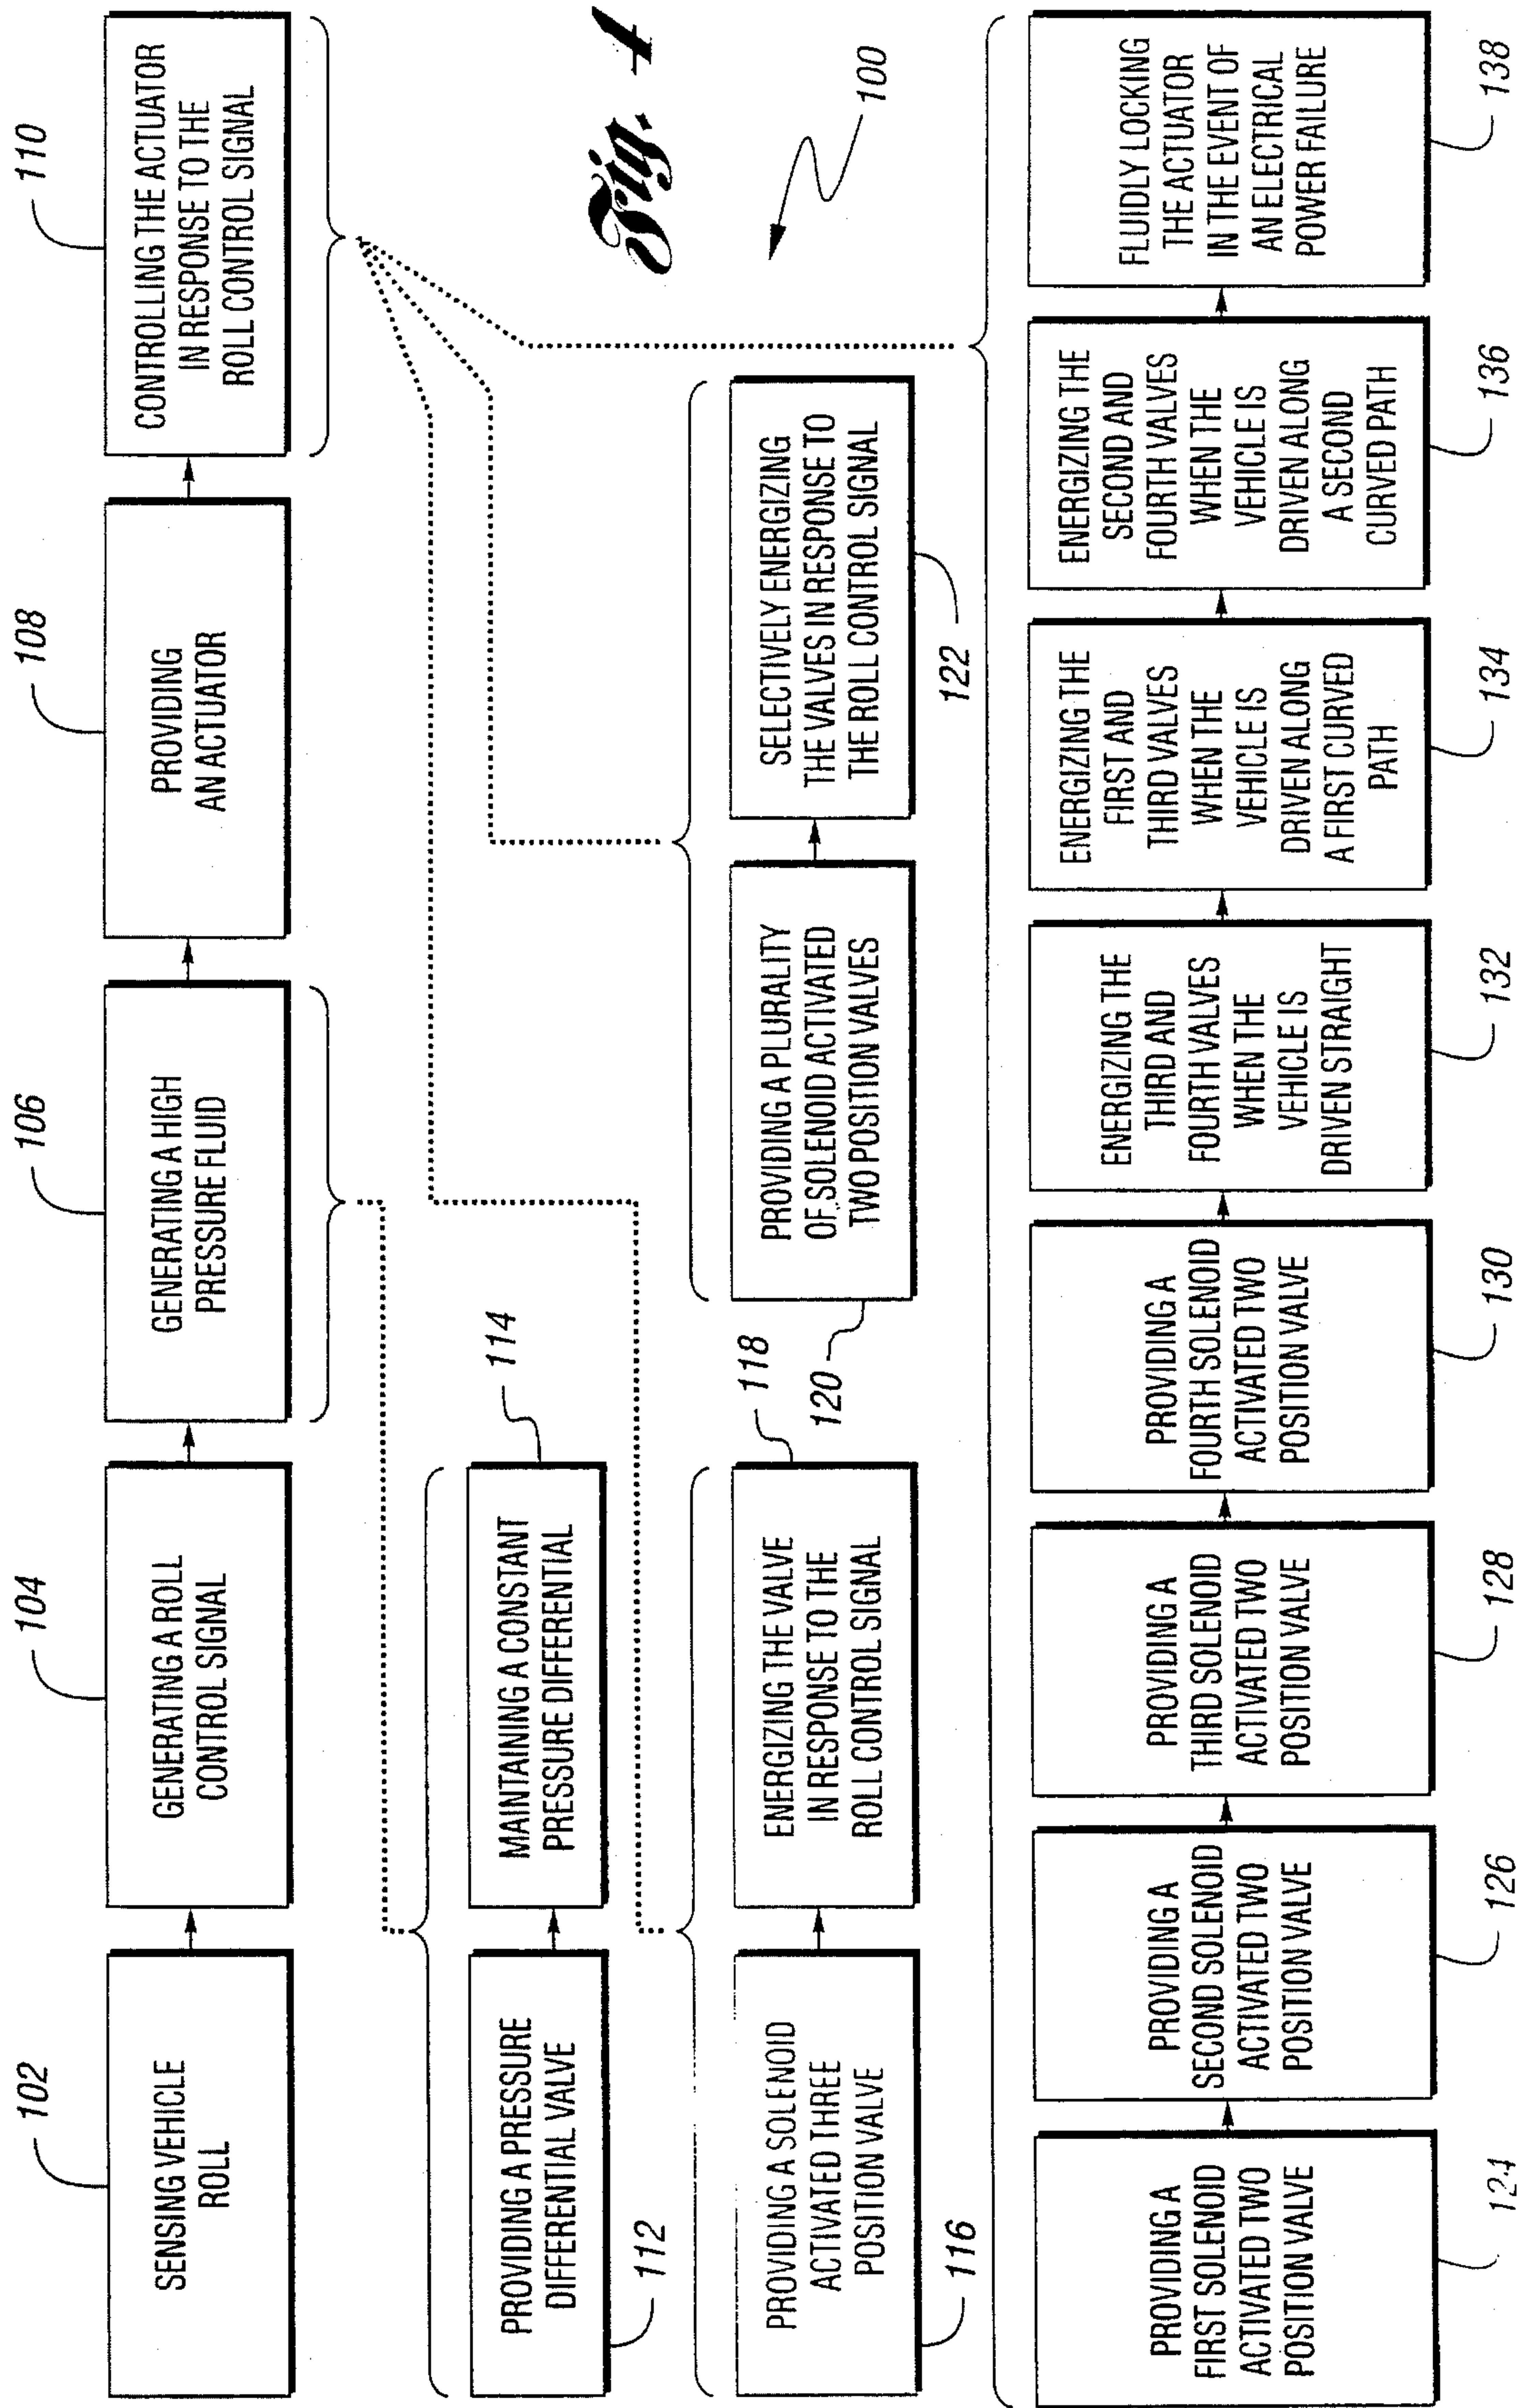 102
SENSING VEHICLE
ROLL
104
GENERATING A ROLL
CONTROL SIGNAL
106
GENERATING A HIGH
PRESSURE FLUID
108
PROVIDING
AN ACTUATOR
110
CONTROLLING THE ACTUATOR
IN RESPONSE TO THE
ROLL CONTROL SIGNAL
PROVIDING A PRESSURE
DIFFERENTIAL VALVE
112
MAINTAINING A CONSTANT
PRESSURE DIFFERENTIAL
114
PROVIDING A SOLENOID
ACTIVATED THREE
POSITION VALVE
116
ENERGIZING THE VALVE
IN RESPONSE TO THE
ROLL CONTROL SIGNAL
118
PROVIDING A PLURALITY
OF SOLENOID ACTIVATED
TWO POSITION VALVES
120
SELECTIVELY ENERGIZING
THE VALVES IN RESPONSE TO
THE ROLL CONTROL SIGNAL
122
Fig. 4
100
PROVIDING A
FIRST SOLENOID
ACTIVATED TWO
POSITION VALVE
124
PROVIDING A
SECOND SOLENOID
ACTIVATED TWO
POSITION VALVE
126
PROVIDING A
THIRD SOLENOID
ACTIVATED TWO
POSITION VALVE
128
PROVIDING A
FOURTH SOLENOID
ACTIVATED TWO
POSITION VALVE
130
ENERGIZING THE
THIRD AND
FOURTH VALVES
WHEN THE
VEHICLE IS
DRIVEN STRAIGHT
132
ENERGIZING THE
FIRST AND
THIRD VALVES
WHEN THE
VEHICLE IS
DRIVEN ALONG
A FIRST CURVED
PATH
134
ENERGIZING THE
SECOND AND
FOURTH VALVES
WHEN THE
VEHICLE IS
DRIVEN ALONG
A SECOND
CURVED PATH
136
FLUIDLY LOCKING
THE ACTUATOR
IN THE EVENT OF
AN ELECTRICAL
POWER FAILURE
138